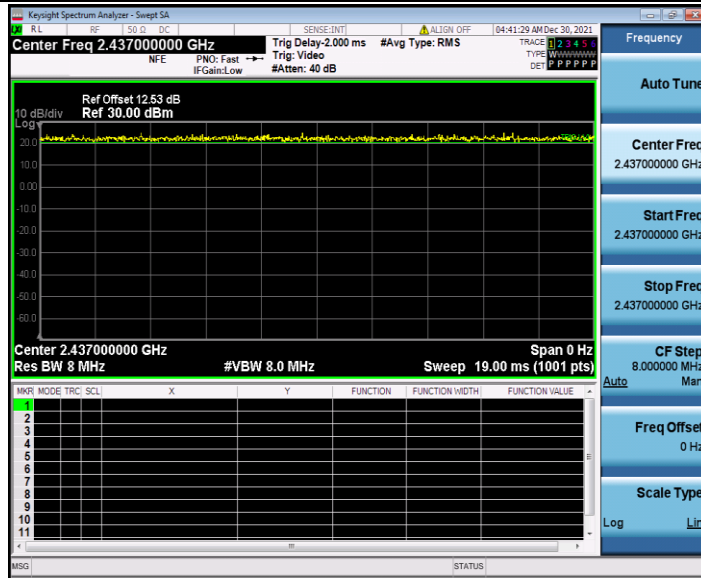 Keysight Spectrum Analyzer - Swept SA
RL RF 50 Ω DC SENSE:INT ALIGN OFF 04:41:29 AM Dec 30, 2021
Center Freq 2.437000000 GHz
NFE PNO: Fast IFGain:Low
Trig Delay-2.000 ms #Avg Type: RMS
Trig: Video
#Atten: 40 dB
TRACE 1 2 3 4 5 6
TYPE WWWWWW
DET P P P P P P
Ref Offset 12.53 dB
10 dB/div Ref 30.00 dBm
Log
20.0
10.0
0.00
-10.0
-20.0
-30.0
-40.0
-50.0
-60.0
Center 2.437000000 GHz Span 0 Hz
Res BW 8 MHz #VBW 8.0 MHz Sweep 19.00 ms (1001 pts)
MKR MODE TRC SCL X Y FUNCTION FUNCTION WIDTH FUNCTION VALUE
1
2
3
4
5
6
7
8
9
10
11
MSG STATUS
Frequency
Auto Tune
Center Freq
2.437000000 GHz
Start Freq
2.437000000 GHz
Stop Freq
2.437000000 GHz
CF Step
8.000000 MHz
Auto Man
Freq Offset
0 Hz
Scale Type
Log Lin